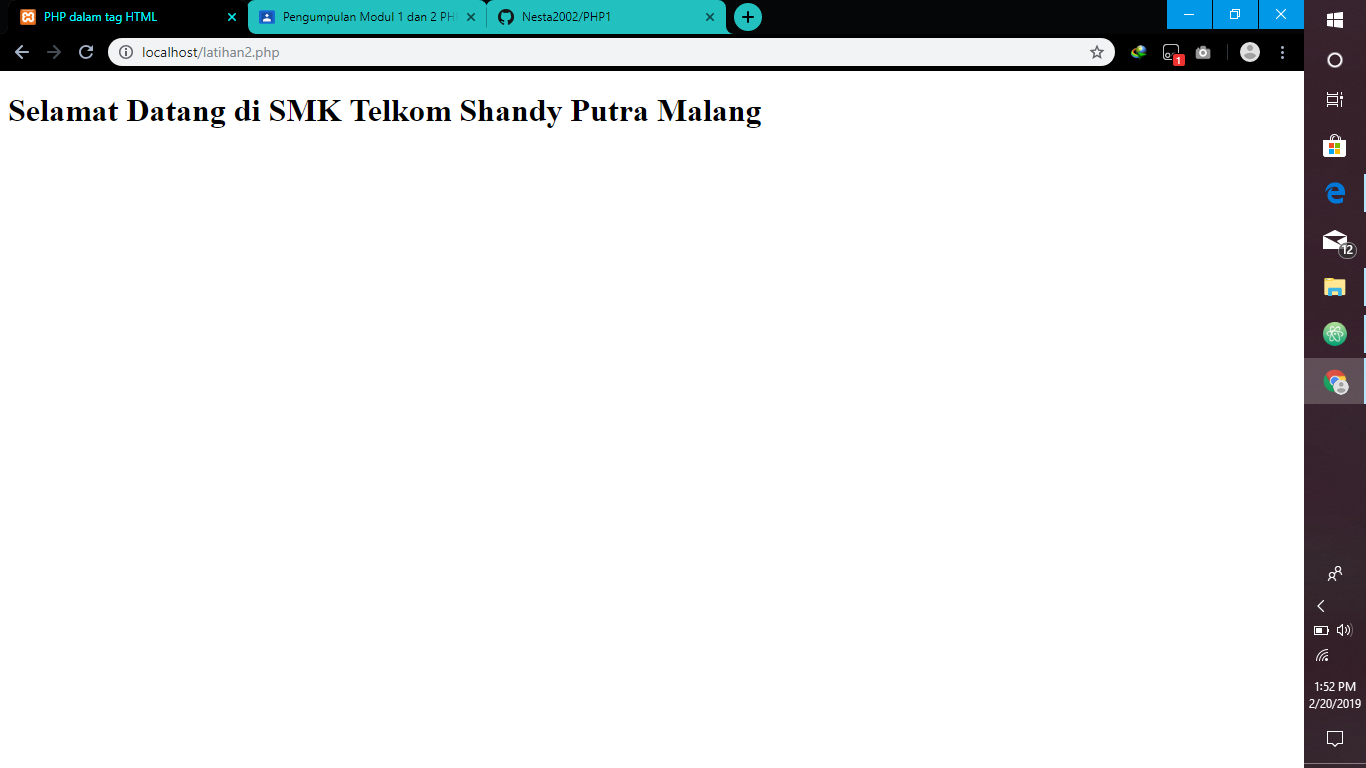 PHP dalam tag HTML
Pengumpulan Modul 1 dan 2 PH
Nesta2002/PHP1
localhost/latihan2.php
1
Selamat Datang di SMK Telkom Shandy Putra Malang
12
1:52 PM
2/20/2019